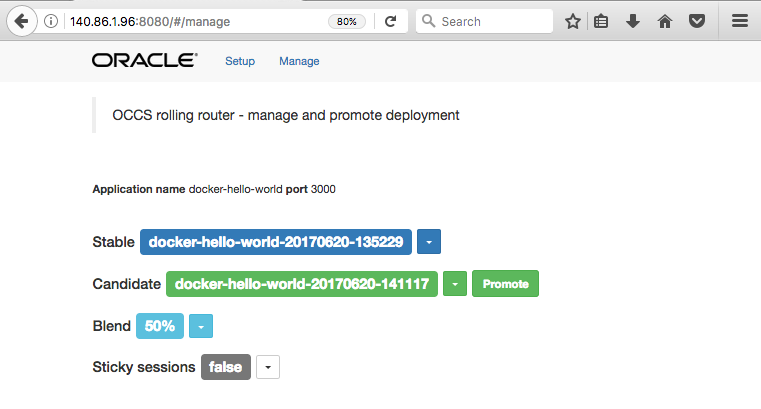 140.86.1.96:8080/#/manage
80%
Search
ORACLE
Setup
Manage
OCCS rolling router - manage and promote deployment
Application name docker-hello-world port 3000
Stable docker-hello-world-20170620-135229
Candidate docker-hello-world-20170620-141117 Promote
Blend 50%
Sticky sessions false